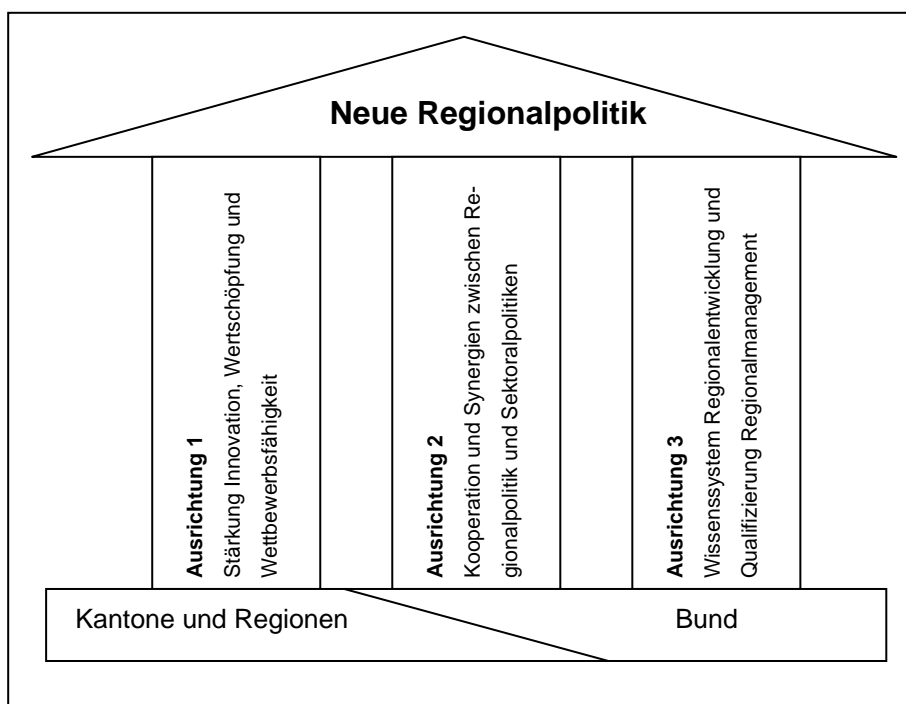 Neue Regionalpolitik
Ausrichtung 1
Stärkung Innovation, Wertschöpfung und
Wettbewerbsfähigkeit
Ausrichtung 2
Kooperation und Synergien zwischen Re-
gionalpolitik und Sektoralpolitiken
Ausrichtung 3
Wissenssystem Regionalentwicklung und
Qualifizierung Regionalmanagement
Kantone und Regionen
Bund